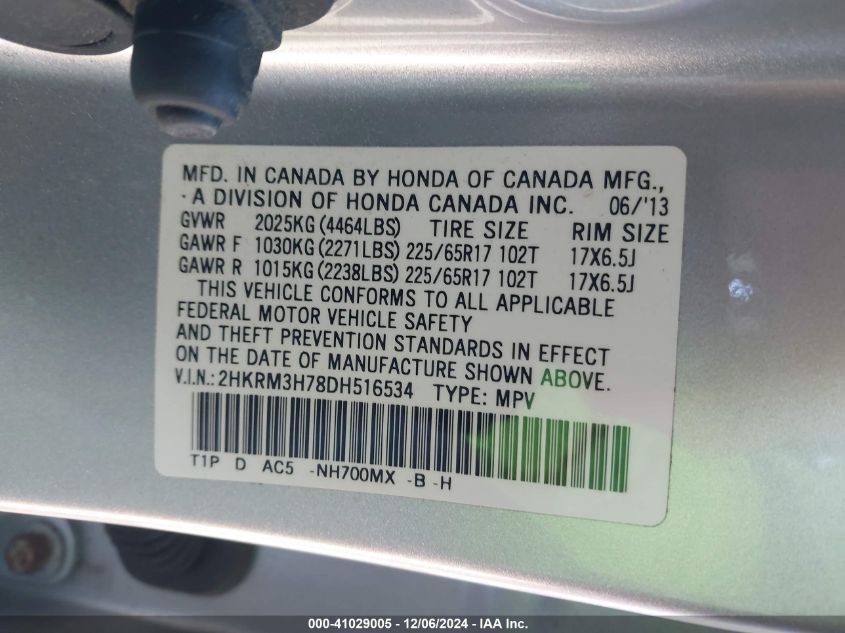 MFD. IN CANADA BY HONDA OF CANADA MFG.,
A DIVISION OF HONDA CANADA INC. 06/'13
GVWR 2025KG (4464LBS) TIRE SIZE RIM SIZE
GAWR F 1030KG (2271LBS) 225/65R17 102T 17X6.5J
GAWR R 1015KG (2238LBS) 225/65R17 102T 17X6.5J
THIS VEHICLE CONFORMS TO ALL APPLICABLE
FEDERAL MOTOR VEHICLE SAFETY
AND THEFT PREVENTION STANDARDS IN EFFECT
ON THE DATE OF MANUFACTURE SHOWN ABOVE.
V.I.N.: 2HKRM3H78DH516534 TYPE: MPV
T1P D AC5 -NH700MX -B -H
000-41029005 - 12/06/2024 - IAA Inc.